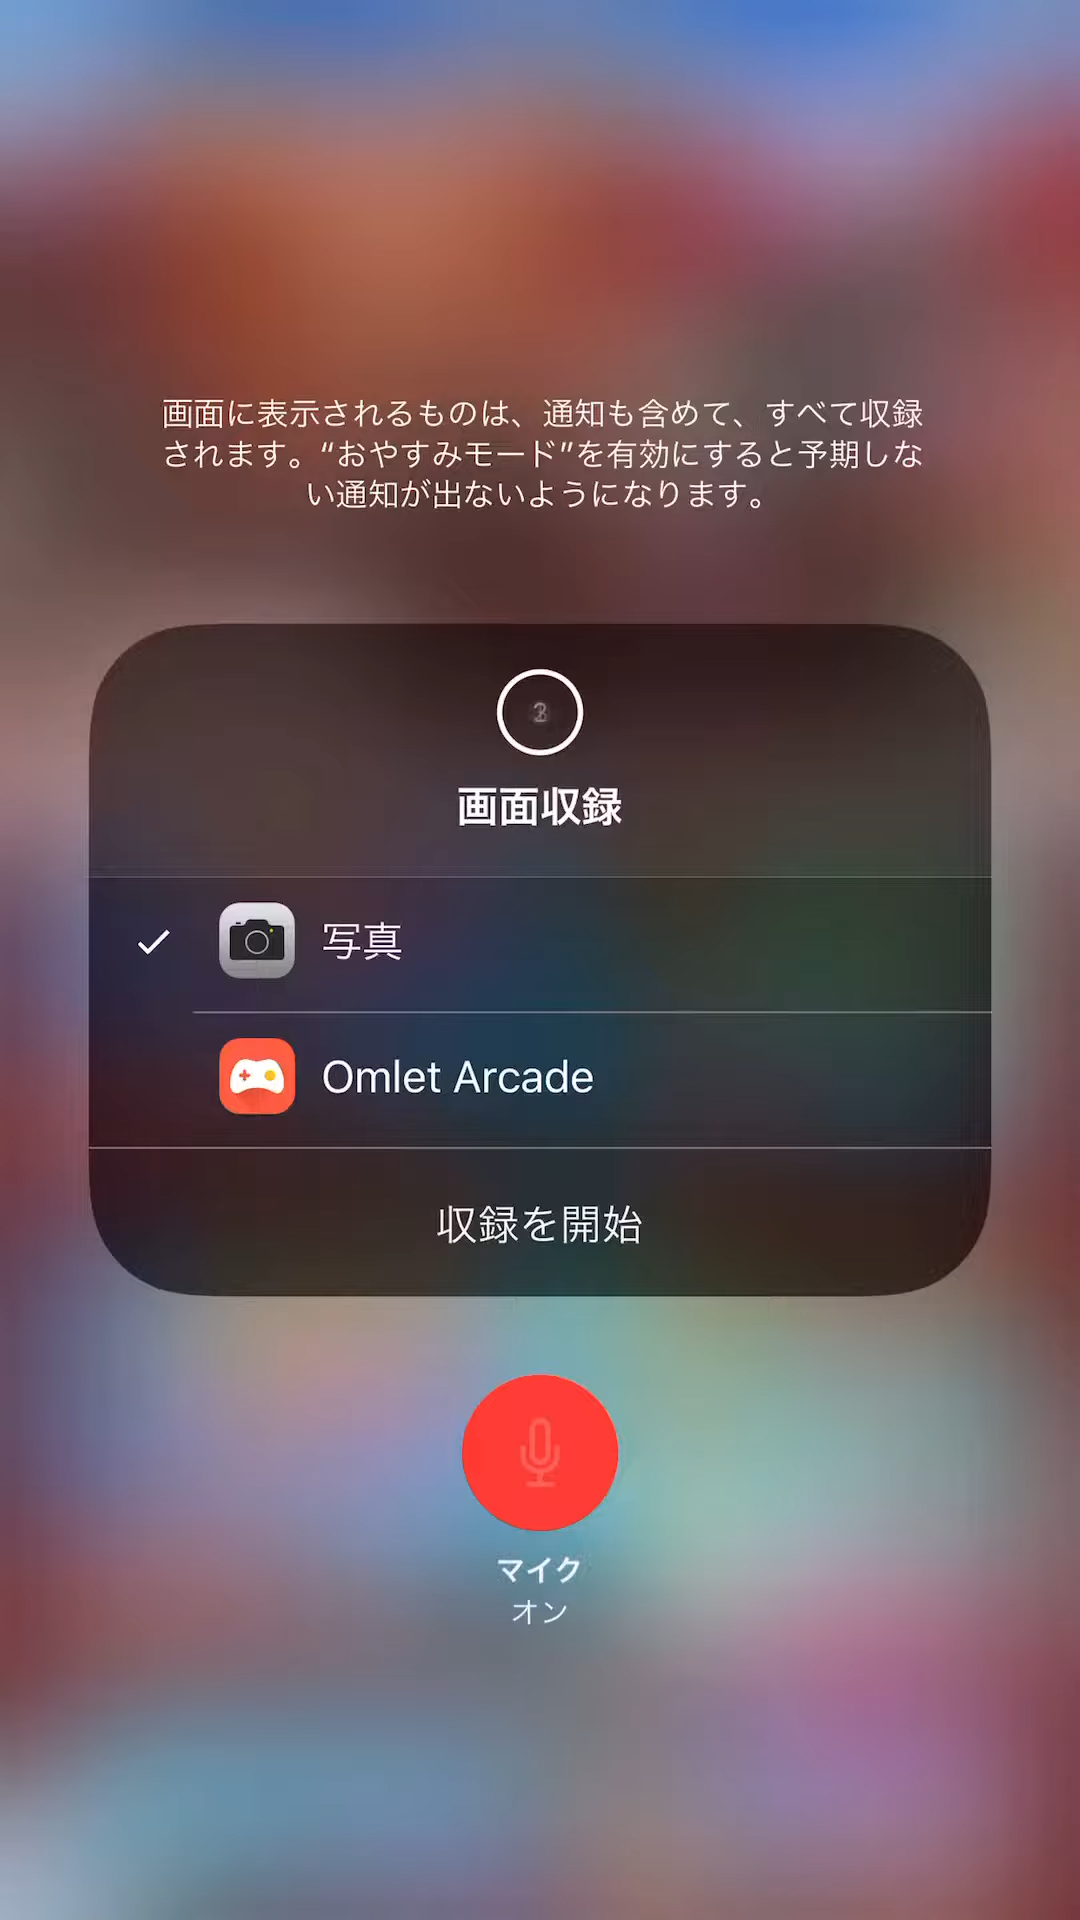 画面に表示されるものは、通知も含めて、すべて収録
されます。“おやすみモード”を有効にすると予期しな
い通知が出ないようになります。
画面収録
写真
Omlet Arcade
収録を開始
マイク
オン